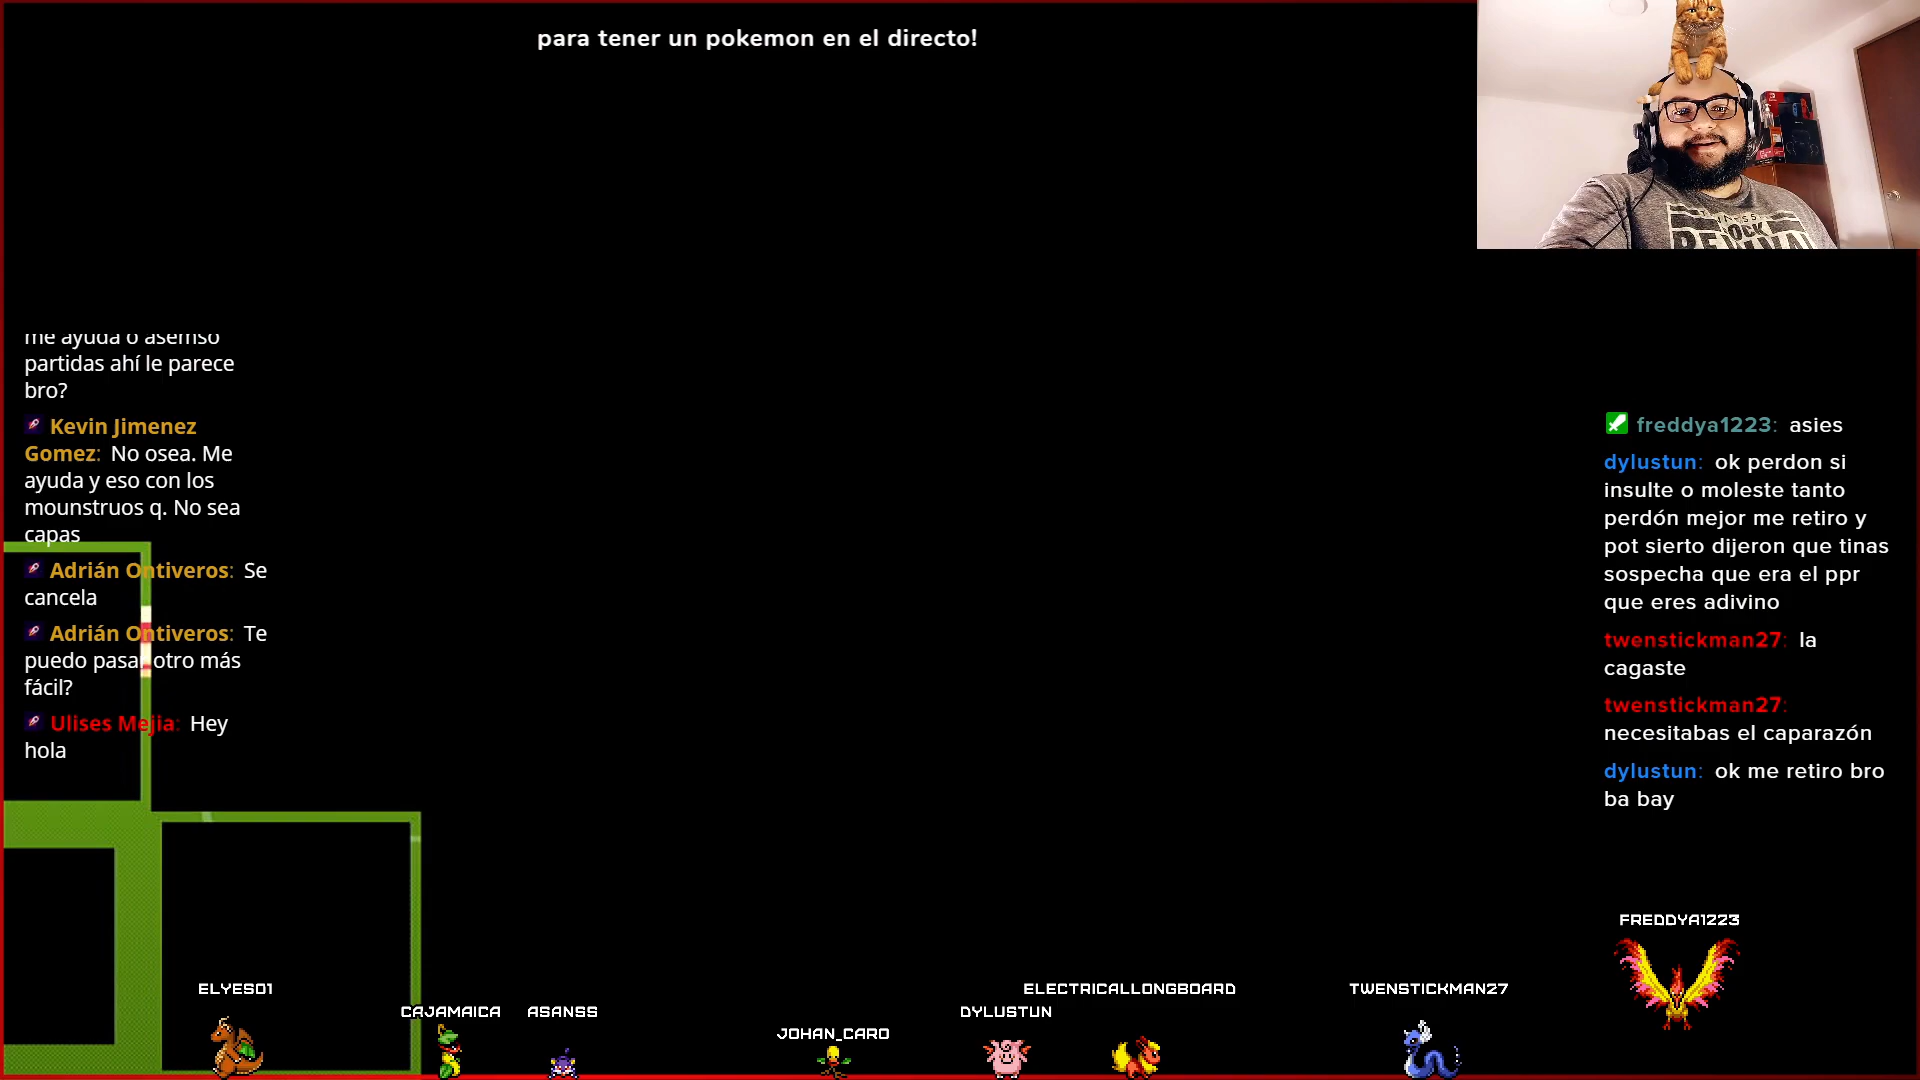 para tener un pokemon en el directo!
ROCK
REVIVAL
me ayuda o asemso
partidas ahí le parece
bro?
Kevin Jimenez
Gomez: No osea. Me
ayuda y eso con los
mounstruos q. No sea
capas
Adrián Ontiveros: Se
cancela
Adrián Ontiveros: Te
puedo pasar otro más
fácil?
Ulises Mejia: Hey
hola
freddya1223: asies
dylustun: ok perdon si
insulte o moleste tanto
perdón mejor me retiro y
pot sierto dijeron que tinas
sospecha que era el ppr
que eres adivino
twenstickman27: la
cagaste
twenstickman27:
necesitabas el caparazón
dylustun: ok me retiro bro
ba bay
FREDDYA1223
ELYES01
ELECTRICALLONGBOARD
TWENSTICKMAN27
CAJAMAICA
ASANSS
DYLUSTUN
JOHAN_CARO